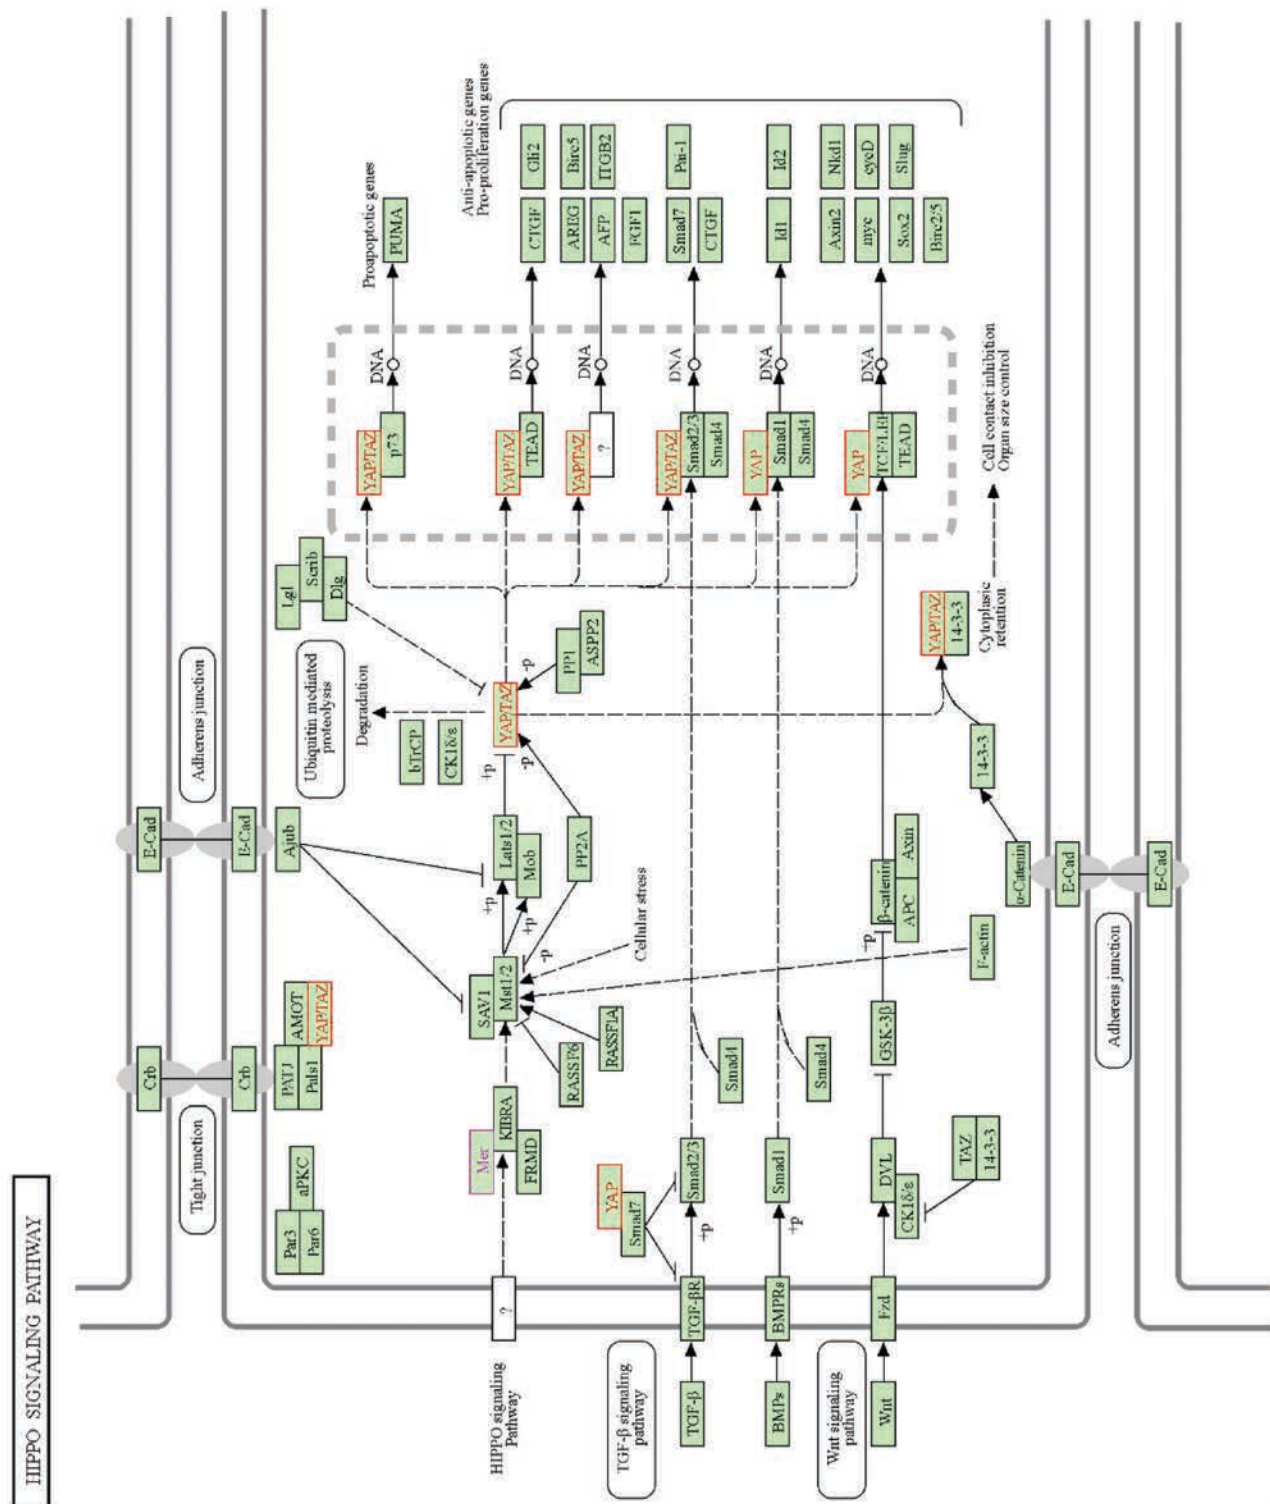 HIPPO SIGNALING PATHWAY
Tight junction
Adherens junction
Crb
E-Cad
Crb
E-Cad
Par3
Par6
aPKC
PATJ
Pals1
AMOT
YAP/TAZ
Ajub
Ubiquitin mediated
proteolysis
Lgl
Scrib
Dlg
Degradation
bTrCP
CK1δ/ε
HIPPO signaling
Pathway
?
Mer
KIBRA
FRMD
SAV1
Mst1/2
RASSF6
RASSF1A
+p
+p
-p
Lats1/2
Mob
PP2A
Cellular stress
+p
-p
YAP/TAZ
-p
PP1
ASPP2
YAP/TAZ
p73
DNA
Proapoptotic genes
PUMA
Anti-apoptotic genes
Pro-proliferation genes
YAP/TAZ
TEAD
DNA
CTGF
Gli2
YAP/TAZ
?
DNA
AREG
Birc5
AFP
ITGB2
FGF1
TGF-β signaling
pathway
TGF-β
TGF-βR
YAP
Smad7
+p
Smad2/3
Smad4
YAP/TAZ
Smad2/3
Smad4
DNA
Smad7
Pai-1
CTGF
BMPs
BMPRs
+p
Smad1
Smad4
YAP
Smad1
Smad4
DNA
Id1
Id2
Wnt signaling
pathway
Wnt
Fzd
DVL
CK1δ/ε
TAZ
14-3-3
GSK-3β
+p
β-catenin
APC
Axin
YAP
TCF/LEF
TEAD
DNA
Axin2
Nkd1
myc
cycD
Sox2
Slug
Birc2/5
F-actin
α-Catenin
14-3-3
YAP/TAZ
14-3-3
Cytoplasic
retention
Cell contact inhibition
Organ size control
E-Cad
E-Cad
Adherens junction